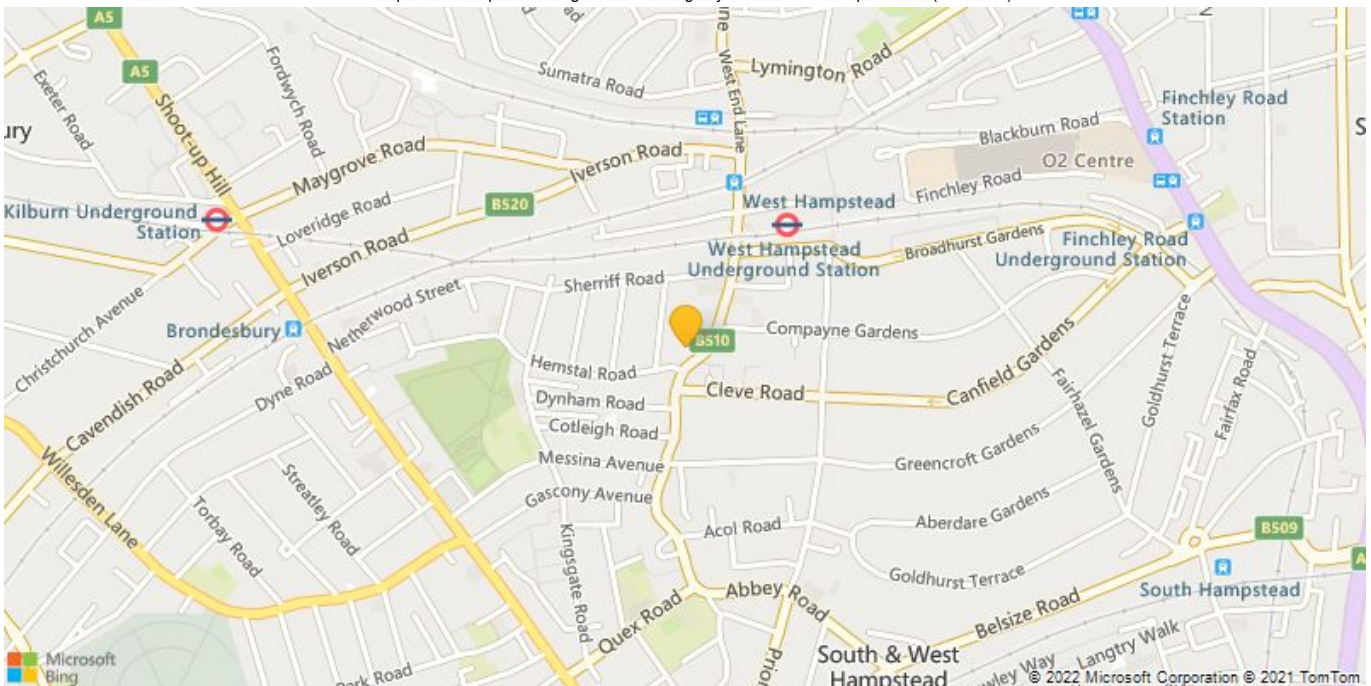 A5
A5
Exeter Road
Fordwych Road
Shoot-up Hill
Sumatra Road
West End Lane
Lymington Road
Finchley Road
Station
Blackburn Road
O2 Centre
ury
Maygrove Road
Iverson Road
B520
Finchley Road
West Hampstead
Kilburn Underground
Station
Loveridge Road
Iverson Road
West Hampstead
Underground Station
Broadhurst Gardens
Finchley Road
Underground Station
Sherriff Road
Netherwood Street
Christchurch Avenue
Brondesbury
B510
Compayne Gardens
Canfield Gardens
Goldhurst Terrace
Fairfax Road
Fairhazel Gardens
Cavendish Road
Dyne Road
Hemstal Road
Cleve Road
Dynham Road
Cotleigh Road
Messina Avenue
Greencroft Gardens
Willesden Lane
Streatley Road
Torbay Road
Gascony Avenue
Kingsgate Road
Acol Road
Aberdare Gardens
B509
Goldhurst Terrace
South Hampstead
Abbey Road
Quex Road
Belsize Road
Langtry Walk
South & West
Hampstead
Microsoft
Bing
Park Road
© 2022 Microsoft Corporation © 2021 TomTom